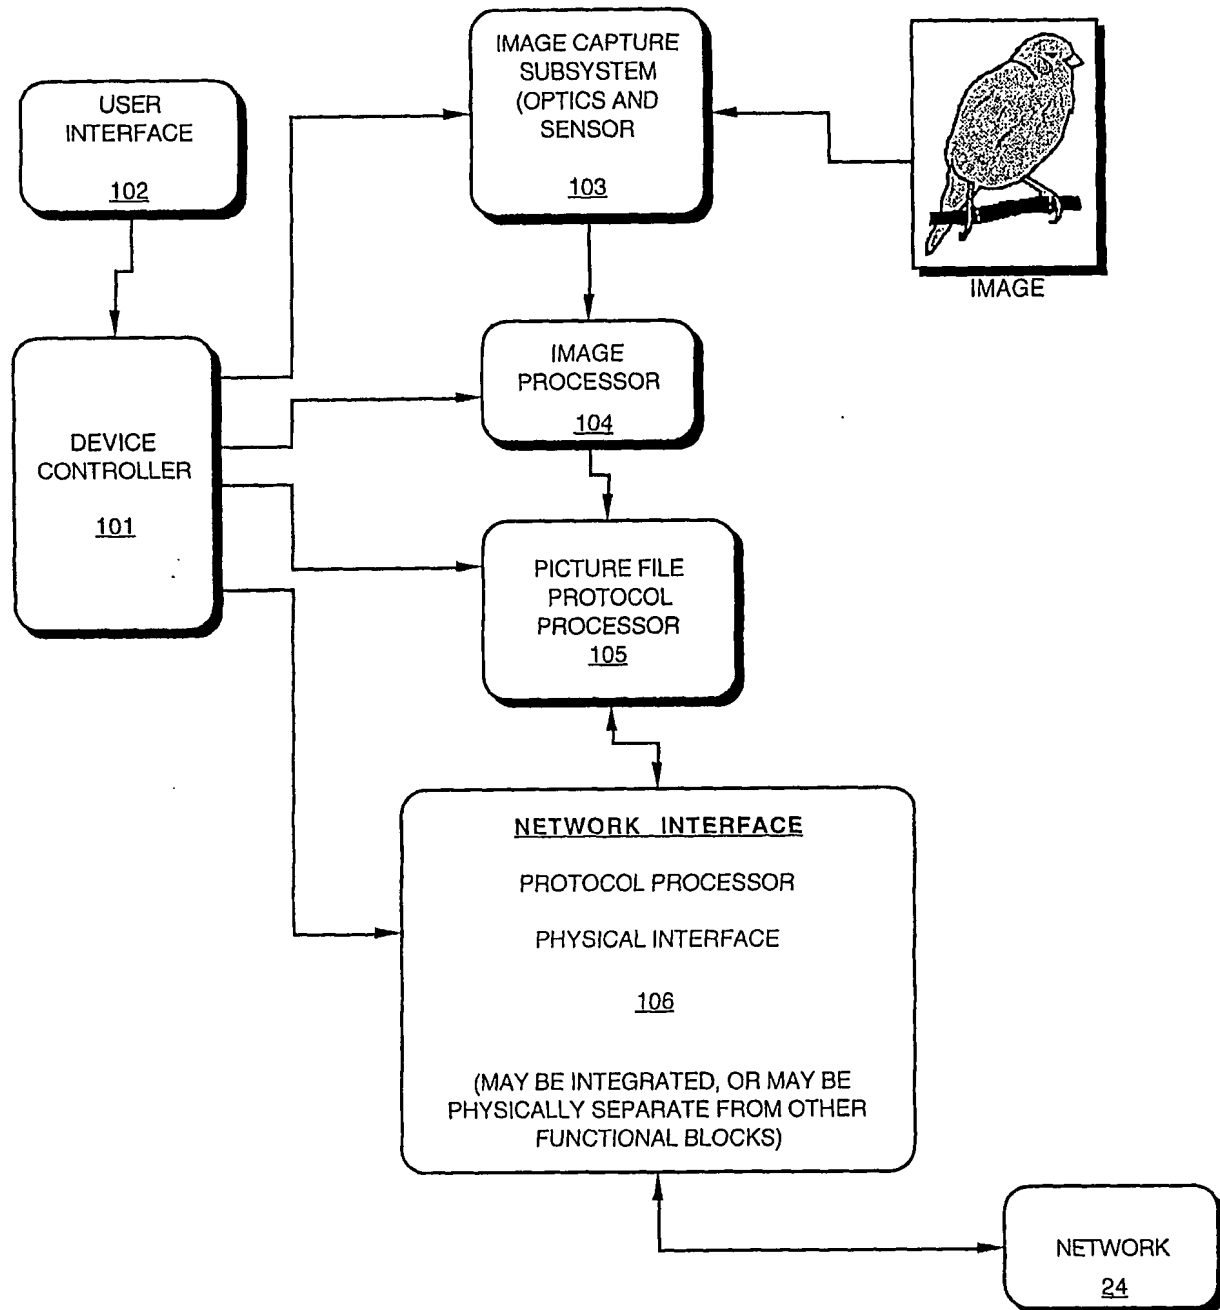 IMAGE CAPTURE
SUBSYSTEM
(OPTICS AND
SENSOR
103
USER
INTERFACE
102
IMAGE
IMAGE
PROCESSOR
104
DEVICE
CONTROLLER
101
PICTURE FILE
PROTOCOL
PROCESSOR
105
NETWORK INTERFACE
PROTOCOL PROCESSOR
PHYSICAL INTERFACE
106
(MAY BE INTEGRATED, OR MAY BE
PHYSICALLY SEPARATE FROM OTHER
FUNCTIONAL BLOCKS)
NETWORK
24